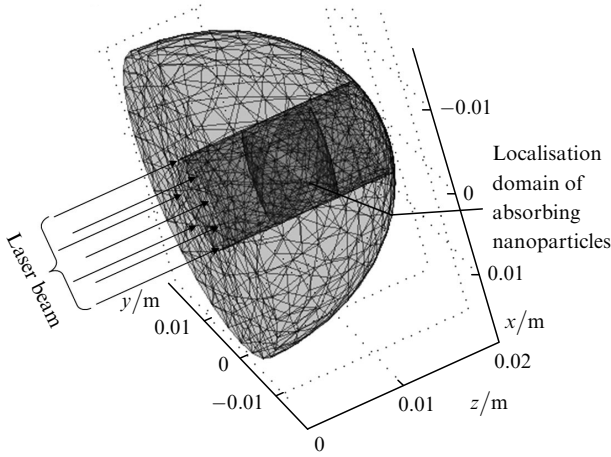 −0.01
Localisation
domain of
absorbing
nanoparticles
0
0.01
x/m
0.02
Laser beam
y/m
0.01
0
−0.01
0.01
z/m
0